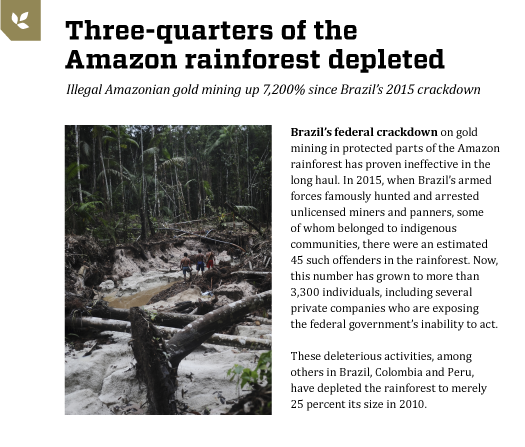 Three-quarters of the
Amazon rainforest depleted
Illegal Amazonian gold mining up 7,200% since Brazil's 2015 crackdown
Brazil's federal crackdown on gold
mining in protected parts of the Amazon
rainforest has proven ineffective in the
long haul. In 2015, when Brazil's armed
forces famously hunted and arrested
unlicensed miners and panners, some
of whom belonged to indigenous
communities, there were an estimated
45 such offenders in the rainforest. Now,
this number has grown to more than
3,300 individuals, including several
private companies who are exposing
the federal government's inability to act.
These deleterious activities, among
others in Brazil, Colombia and Peru,
have depleted the rainforest to merely
25 percent its size in 2010.